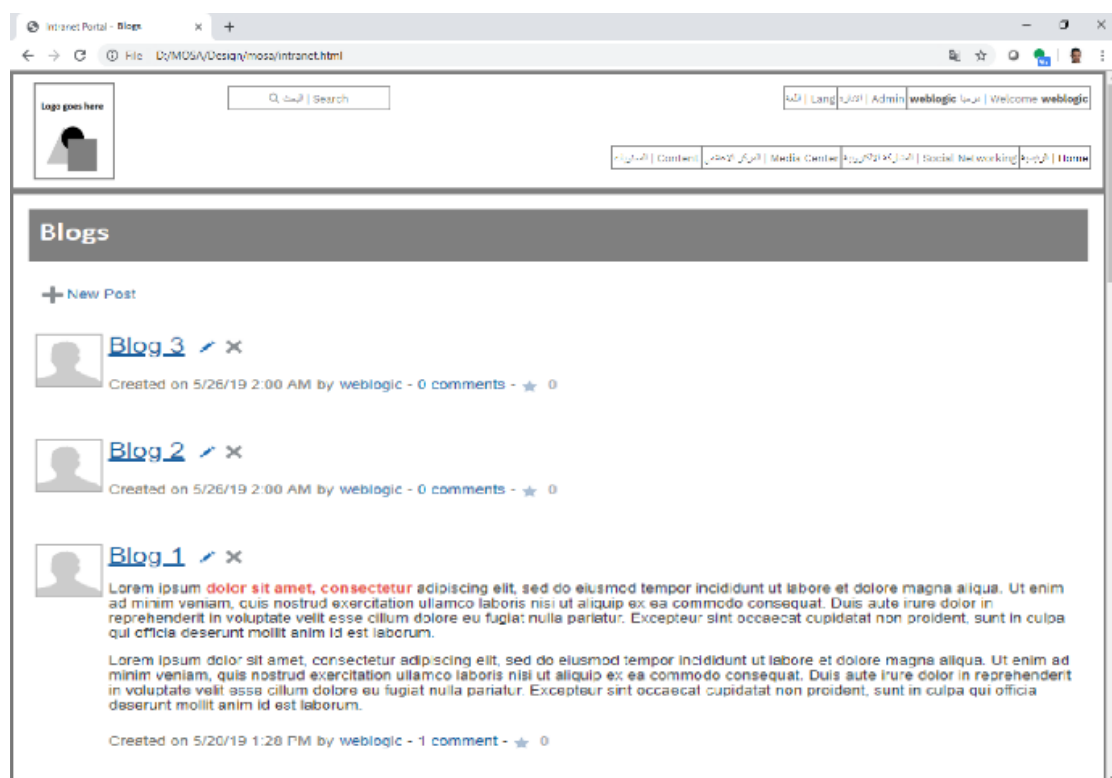 Intranet Portal - Blogs
File D:/MOSA/Design/mosa/intranet.html
Logo goes here
البحث | Search
اللغة | Lang
الادارة | Admin
weblogic مرحبا | Welcome weblogic
المحتويات | Content
المركز الاعلامي | Media Center
المشاركة الالكترونية | Social Networking
الرئيسية | Home
Blogs
New Post
Blog 3
Created on 5/26/19 2:00 AM by weblogic - 0 comments - 0
Blog 2
Created on 5/26/19 2:00 AM by weblogic - 0 comments - 0
Blog 1
Lorem ipsum dolor sit amet, consectetur adipiscing elit, sed do eiusmod tempor incididunt ut labore et dolore magna aliqua. Ut enim
ad minim veniam, quis nostrud exercitation ullamco laboris nisi ut aliquip ex ea commodo consequat. Duis aute irure dolor in
reprehenderit in voluptate velit esse cillum dolore eu fugiat nulla pariatur. Excepteur sint occaecat cupidatat non proident, sunt in culpa
qui officia deserunt mollit anim id est laborum.
Lorem ipsum dolor sit amet, consectetur adipiscing elit, sed do eiusmod tempor incididunt ut labore et dolore magna aliqua. Ut enim ad
minim veniam, quis nostrud exercitation ullamco laboris nisi ut aliquip ex ea commodo consequat. Duis aute irure dolor in reprehenderit
in voluptate velit esse cillum dolore eu fugiat nulla pariatur. Excepteur sint occaecat cupidatat non proident, sunt in culpa qui officia
deserunt mollit anim id est laborum.
Created on 5/20/19 1:28 PM by weblogic - 1 comment - 0